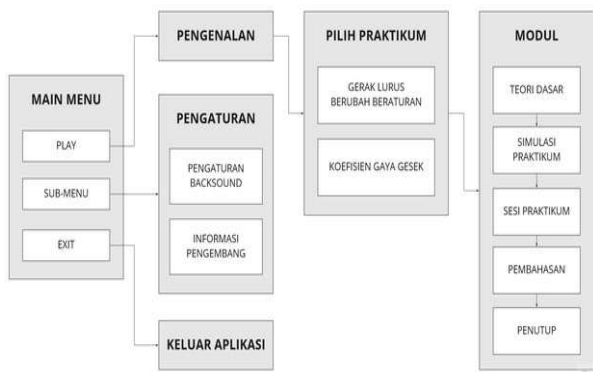 MAIN MENU
PLAY
SUB-MENU
EXIT
PENGENALAN
PENGATURAN
PENGATURAN
BACKSOUND
INFORMASI
PENGEMBANG
KELUAR APLIKASI
PILIH PRAKTIKUM
GERAK LURUS
BERUBAH BERATURAN
KOEFISIEN GAYA GESEK
MODUL
TEORI DASAR
SIMULASI
PRAKTIKUM
SESI PRAKTIKUM
PEMBAHASAN
PENUTUP